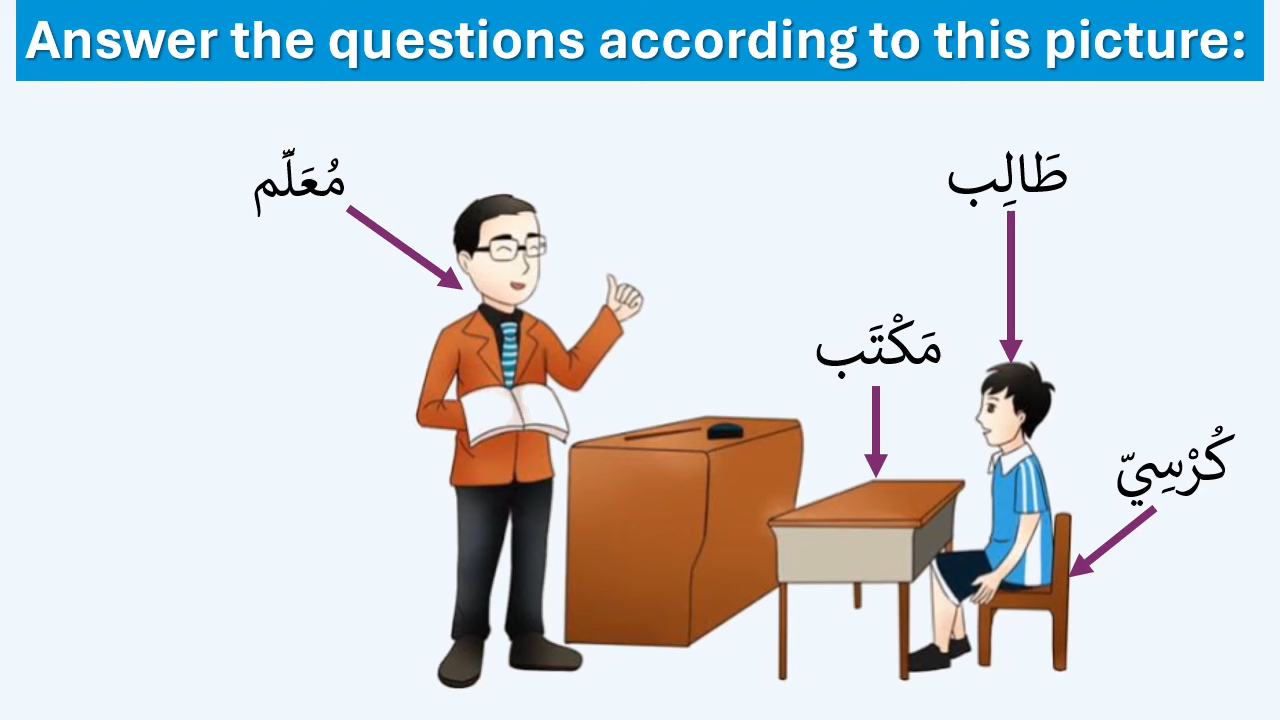 Answer the questions according to this picture:
طَالِب
مُعَلِّم
مَكْتَب
كُرْسِيّ